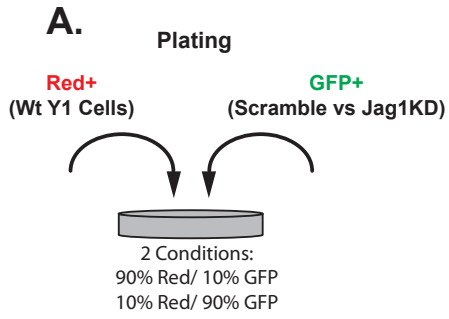 A.
Plating
Red+
(Wt Y1 Cells)
GFP+
(Scramble vs Jag1KD)
2 Conditions:
90% Red/ 10% GFP
10% Red/ 90% GFP